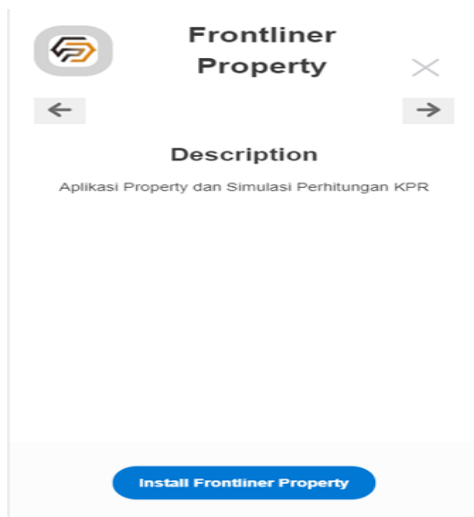 Frontliner
Property
Description
Aplikasi Property dan Simulasi Perhitungan KPR
Install Frontliner Property